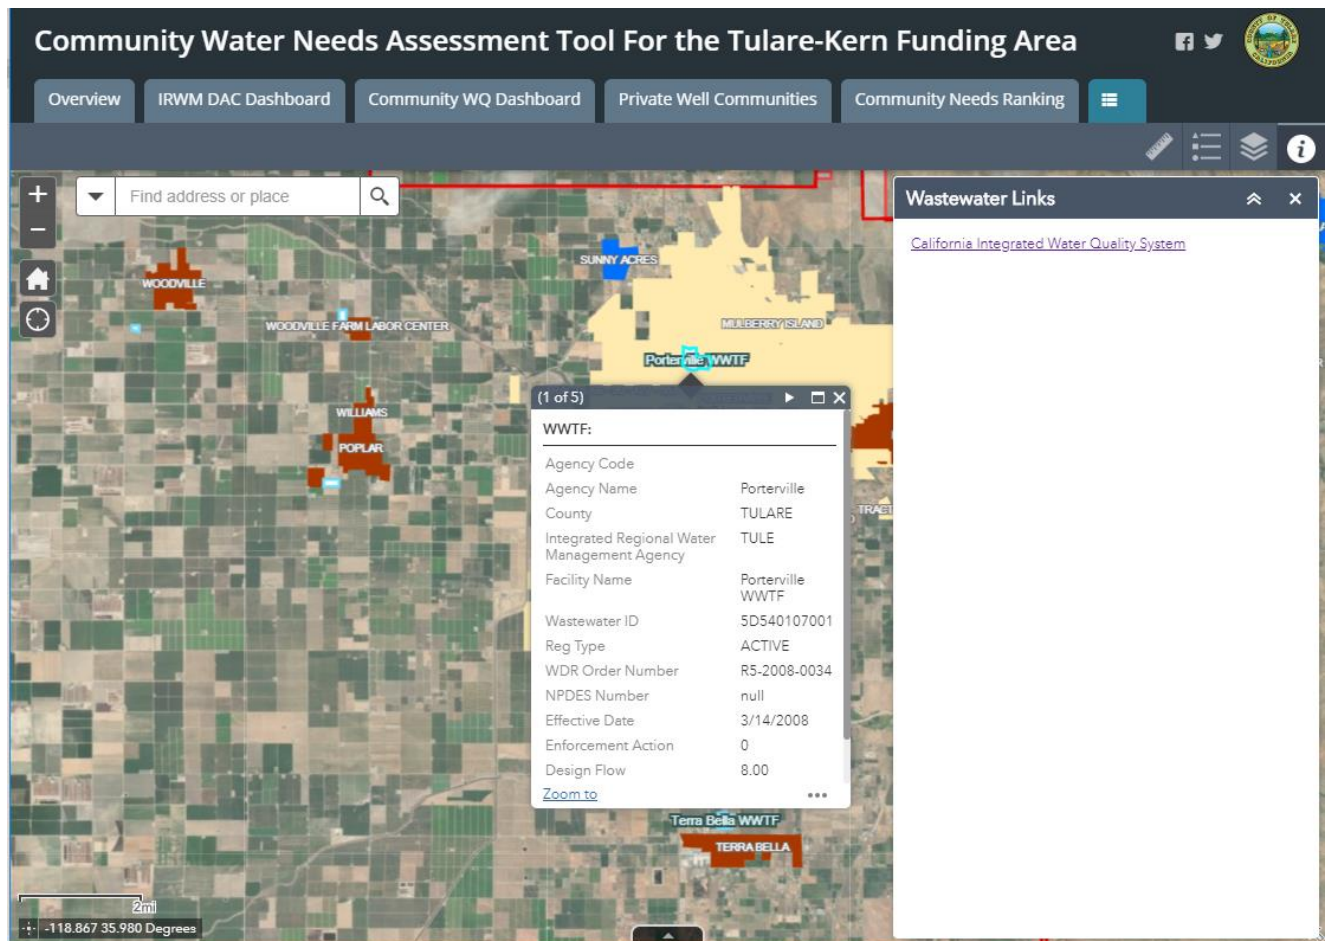 Community Water Needs Assessment Tool For the Tulare-Kern Funding Area
Overview
IRWM DAC Dashboard
Community WQ Dashboard
Private Well Communities
Community Needs Ranking
Find address or place
Wastewater Links
California Integrated Water Quality System
SUNNY ACRES
WOODVILLE
WOODVILLE FARM LABOR CENTER
MULBERRY ISLAND
Porterville WWTF
WILLIAMS
POPLAR
TRACT
(1 of 5)
WWTF:
Agency Code
Agency Name Porterville
County TULARE
Integrated Regional Water TULE
Management Agency
Facility Name Porterville
WWTF
Wastewater ID 5D540107001
Reg Type ACTIVE
WDR Order Number R5-2008-0034
NPDES Number null
Effective Date 3/14/2008
Enforcement Action 0
Design Flow 8.00
Zoom to
Terra Bella WWTF
TERRA BELLA
2mi
-118.867 35.980 Degrees